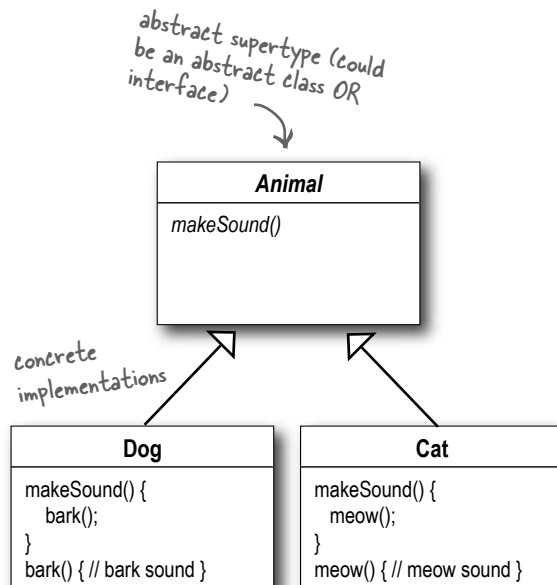 abstract supertype (could
be an abstract class OR
interface)
Animal
makeSound()
concrete
implementations
Dog
makeSound() {
bark();
}
bark() { // bark sound }
Cat
makeSound() {
meow();
}
meow() { // meow sound }